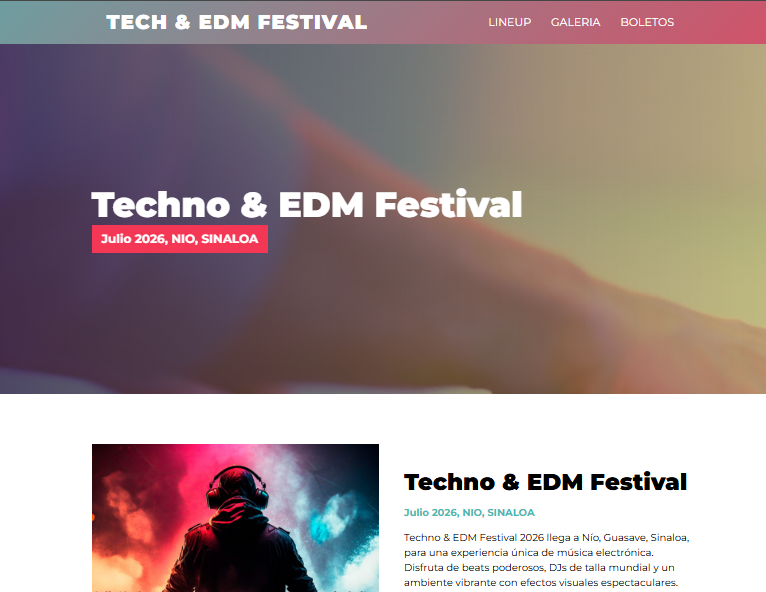 TECH & EDM FESTIVAL
LINEUP GALERIA BOLETOS
Techno & EDM Festival
Julio 2026, NIO, SINALOA
Techno & EDM Festival
Julio 2026, NIO, SINALOA
Techno & EDM Festival 2026 llega a Nío, Guasave, Sinaloa,
para una experiencia única de música electrónica.
Disfruta de beats poderosos, DJs de talla mundial y un
ambiente vibrante con efectos visuales espectaculares.